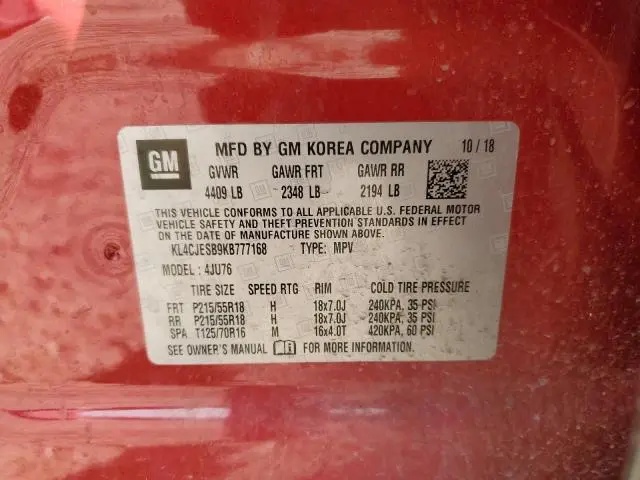 GM MFD BY GM KOREA COMPANY 10 / 18
GVWR GAWR FRT GAWR RR
4409 LB 2348 LB 2194 LB
THIS VEHICLE CONFORMS TO ALL APPLICABLE U.S. FEDERAL MOTOR
VEHICLE SAFETY AND THEFT PREVENTION STANDARDS IN EFFECT
ON THE DATE OF MANUFACTURE SHOWN ABOVE.
KL4CJESB9KB777168 TYPE: MPV
MODEL : 4JU76
TIRE SIZE SPEED RTG RIM COLD TIRE PRESSURE
FRT P215/55R18 H 18x7.0J 240KPA, 35 PSI
RR P215/55R18 H 18x7.0J 240KPA, 35 PSI
SPA T125/70R16 M 16x4.0T 420KPA, 60 PSI
SEE OWNER'S MANUAL FOR MORE INFORMATION.